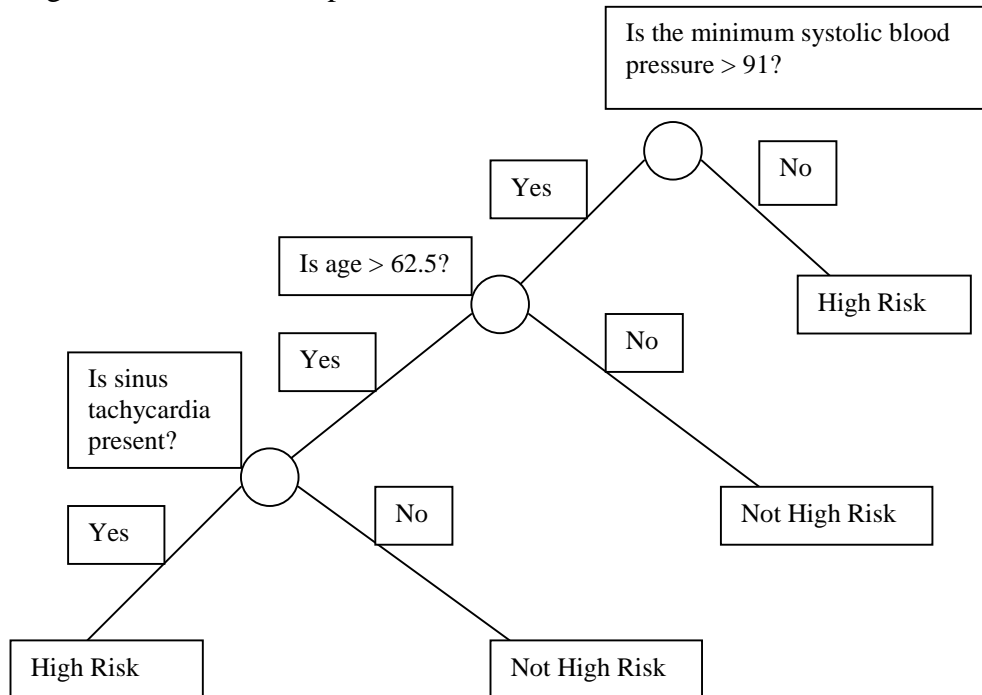 Is the minimum systolic blood
pressure > 91?
Yes
No
Is age > 62.5?
High Risk
Yes
No
Is sinus
tachycardia
present?
Yes
No
Not High Risk
High Risk
Not High Risk